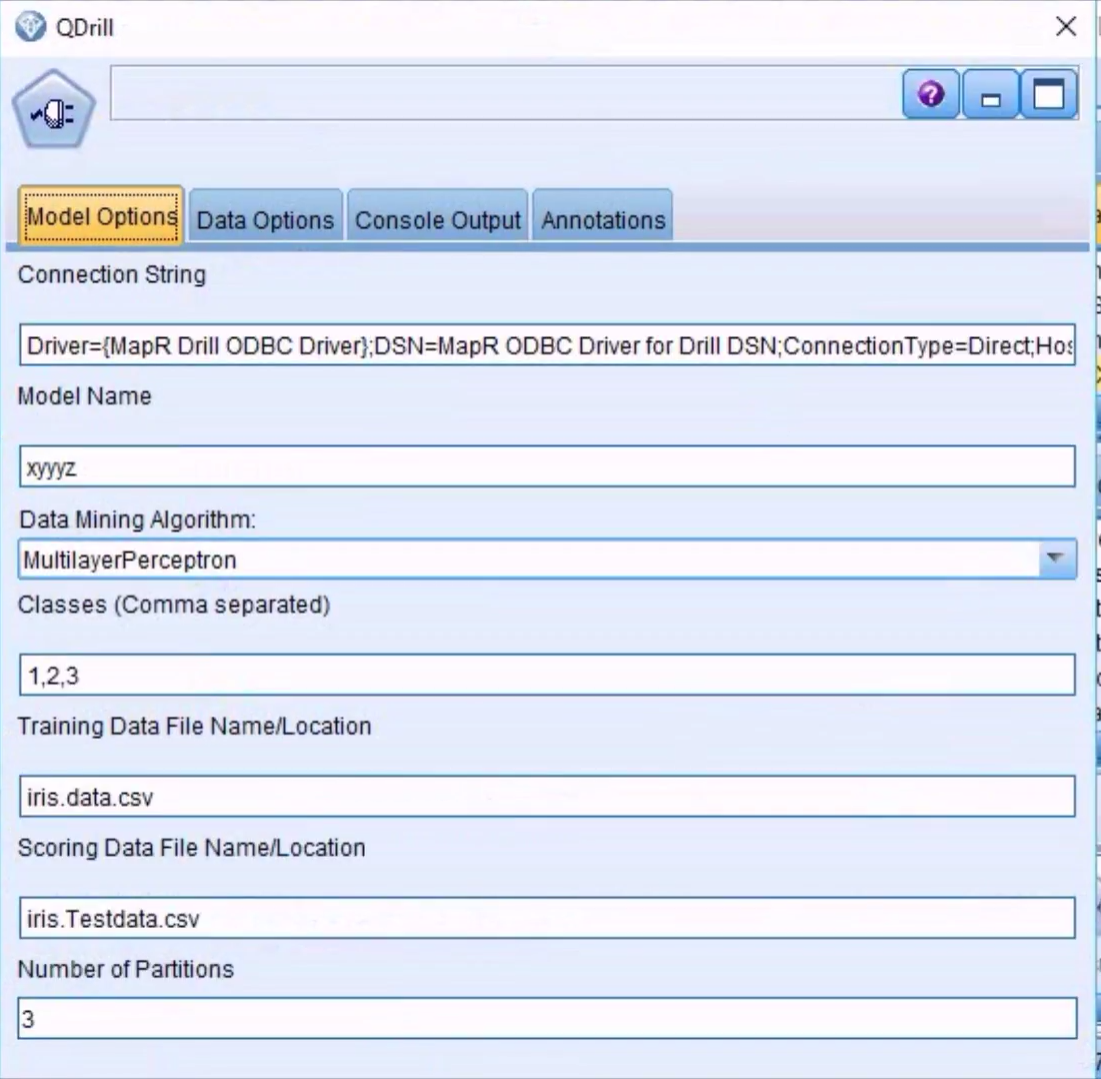 QDrill
Model Options Data Options Console Output Annotations
Connection String
Driver={MapR Drill ODBC Driver};DSN=MapR ODBC Driver for Drill DSN;ConnectionType=Direct;Hos
Model Name
xyyyz
Data Mining Algorithm:
MultilayerPerceptron
Classes (Comma separated)
1,2,3
Training Data File Name/Location
iris.data.csv
Scoring Data File Name/Location
iris.Testdata.csv
Number of Partitions
3